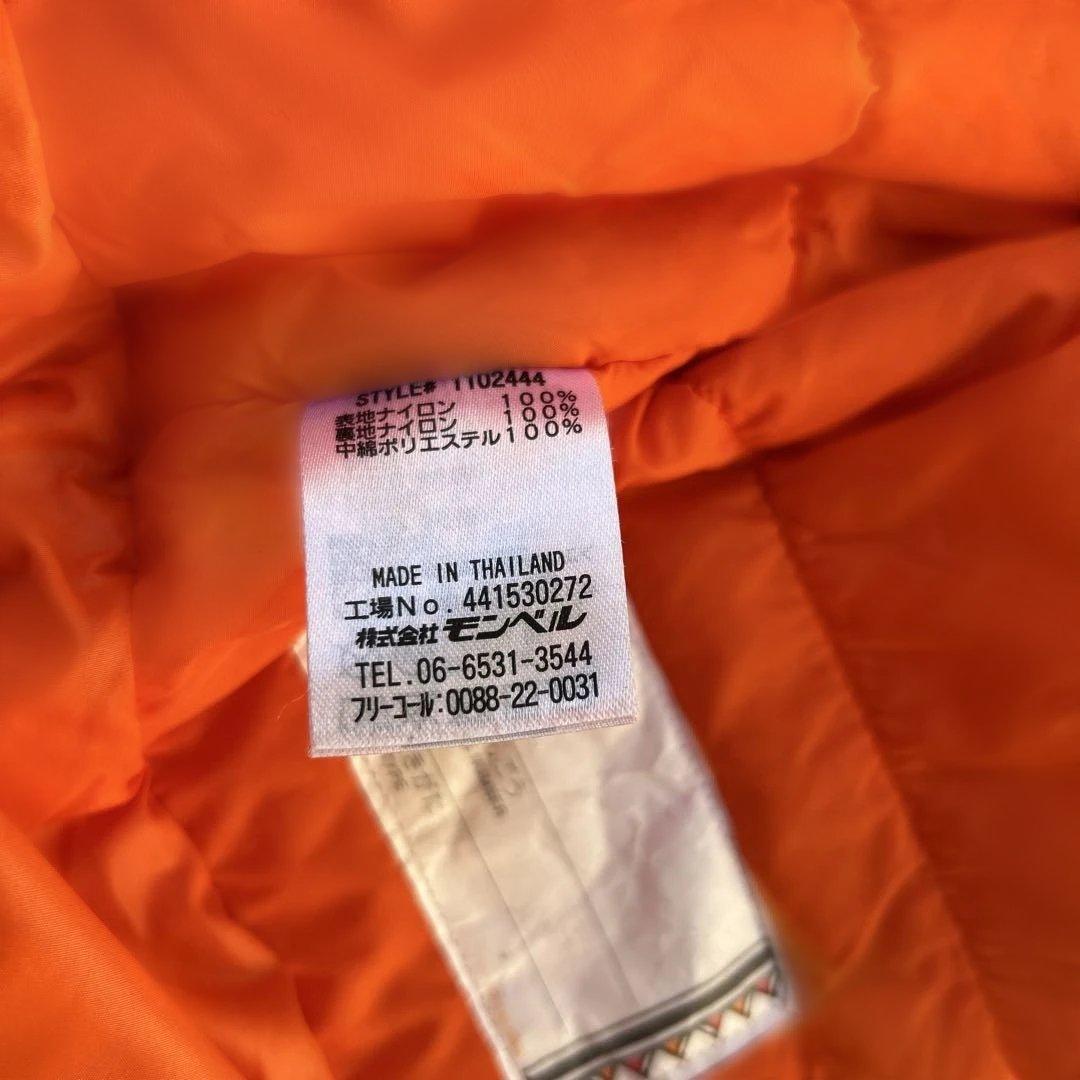 STYLE# 1102444
表地ナイロン 100%
裏地ナイロン 100%
中綿ポリエステル100%
MADE IN THAILAND
工場No.441530272
株式会社モンベル
TEL.06-6531-3544
フリーコール:0088-22-0031